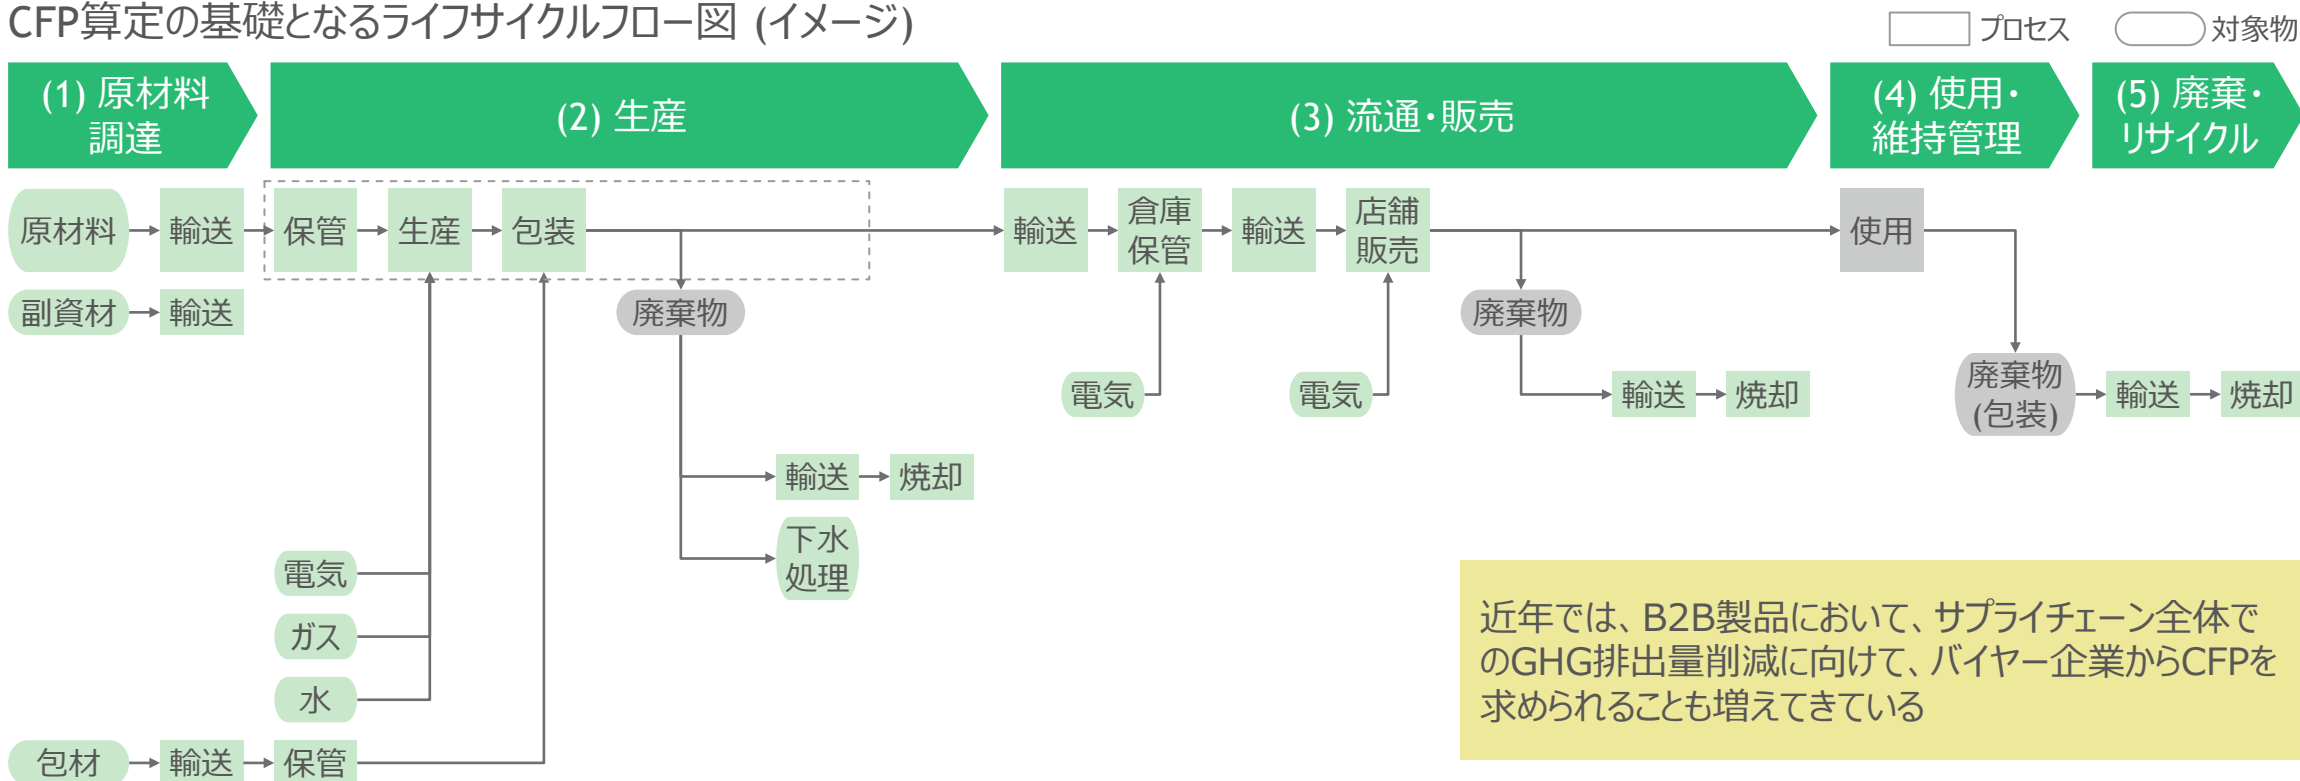 CFP算定の基礎となるライフサイクルフロー図 (イメージ)
プロセス
対象物
(1) 原材料
調達
(2) 生産
(3) 流通・販売
(4) 使用・
維持管理
(5) 廃棄・
リサイクル
原材料
輸送
保管
生産
包装
輸送
倉庫
保管
輸送
店舗
販売
使用
副資材
輸送
廃棄物
廃棄物
電気
電気
輸送
焼却
廃棄物
(包装)
輸送
焼却
輸送
焼却
下水
処理
電気
ガス
水
包材
輸送
保管
近年では、B2B製品において、サプライチェーン全体で
のGHG排出量削減に向けて、バイヤー企業からCFPを
求められることも増えてきている